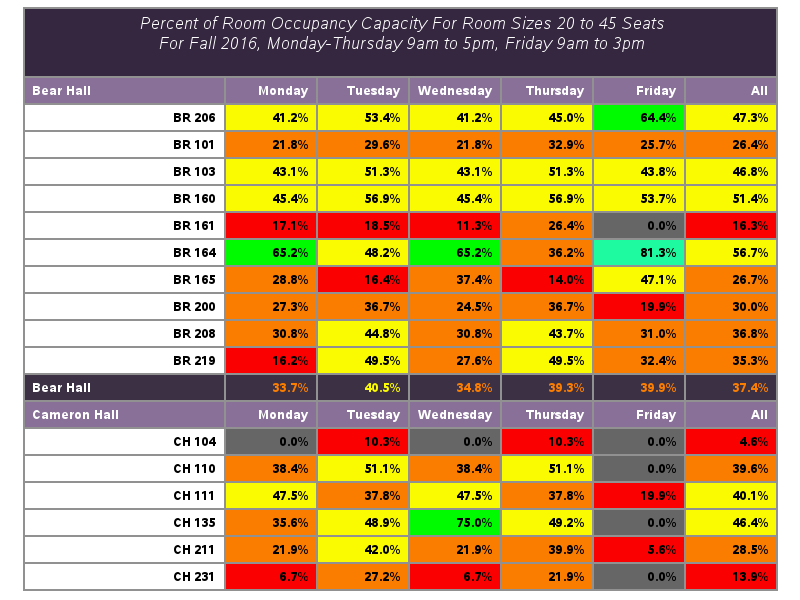 Percent of Room Occupancy Capacity For Room Sizes 20 to 45 Seats
For Fall 2016, Monday-Thursday 9am to 5pm, Friday 9am to 3pm
Bear Hall Monday Tuesday Wednesday Thursday Friday All
BR 206 41.2% 53.4% 41.2% 45.0% 64.4% 47.3%
BR 101 21.8% 29.6% 21.8% 32.9% 25.7% 26.4%
BR 103 43.1% 51.3% 43.1% 51.3% 43.8% 46.8%
BR 160 45.4% 56.9% 45.4% 56.9% 53.7% 51.4%
BR 161 17.1% 18.5% 11.3% 26.4% 0.0% 16.3%
BR 164 65.2% 48.2% 65.2% 36.2% 81.3% 56.7%
BR 165 28.8% 16.4% 37.4% 14.0% 47.1% 26.7%
BR 200 27.3% 36.7% 24.5% 36.7% 19.9% 30.0%
BR 208 30.8% 44.8% 30.8% 43.7% 31.0% 36.8%
BR 219 16.2% 49.5% 27.6% 49.5% 32.4% 35.3%
Bear Hall 33.7% 40.5% 34.8% 39.3% 39.9% 37.4%
Cameron Hall Monday Tuesday Wednesday Thursday Friday All
CH 104 0.0% 10.3% 0.0% 10.3% 0.0% 4.6%
CH 110 38.4% 51.1% 38.4% 51.1% 0.0% 39.6%
CH 111 47.5% 37.8% 47.5% 37.8% 19.9% 40.1%
CH 135 35.6% 48.9% 75.0% 49.2% 0.0% 46.4%
CH 211 21.9% 42.0% 21.9% 39.9% 5.6% 28.5%
CH 231 6.7% 27.2% 6.7% 21.9% 0.0% 13.9%